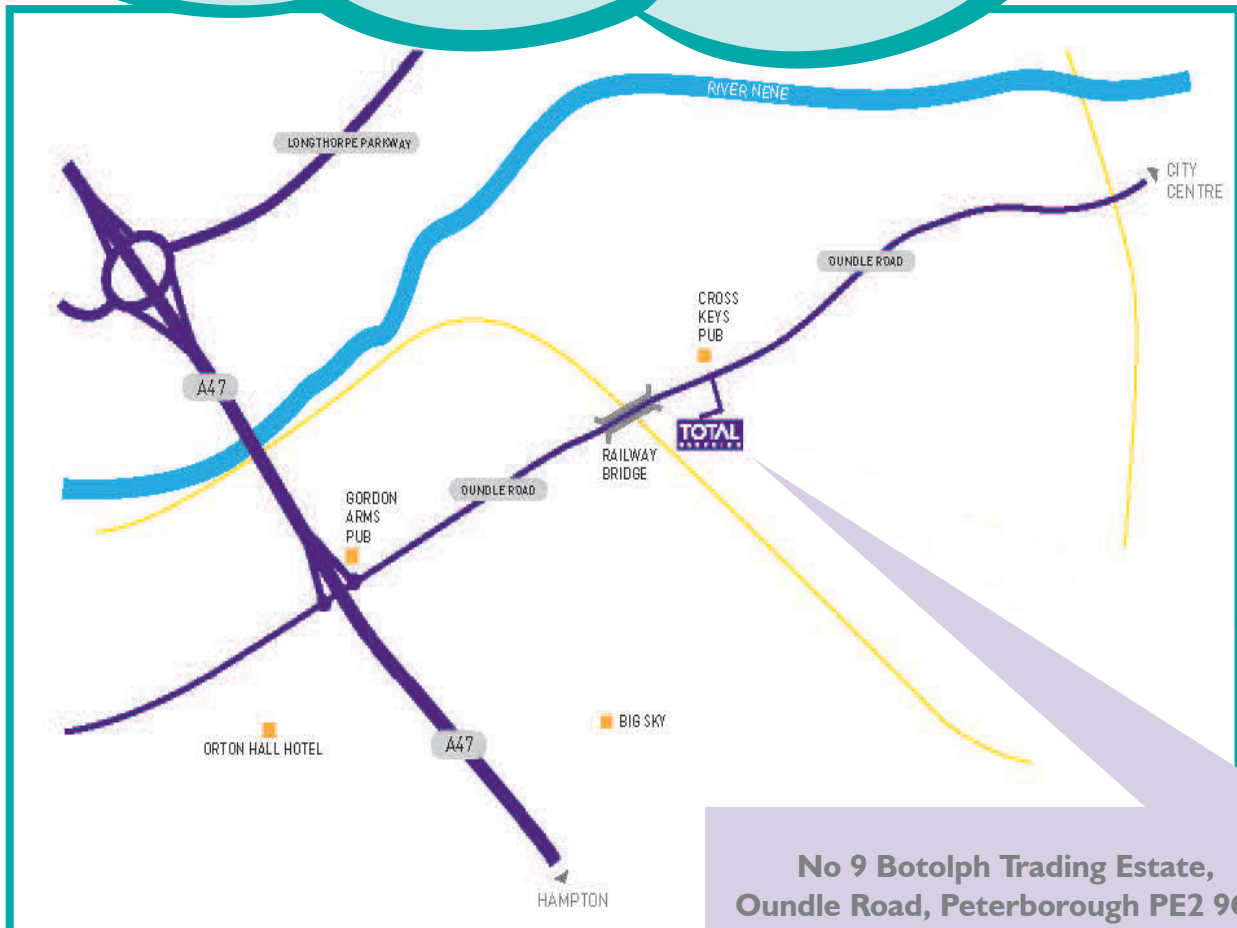 RIVER NENE
LONGTHORPE PARKWAY
CITY
CENTRE
OUNDLE ROAD
CROSS
KEYS
PUB
A47
TOTAL
RAILWAY
BRIDGE
OUNDLE ROAD
GORDON
ARMS
PUB
BIG SKY
ORTON HALL HOTEL
A47
HAMPTON
No 9 Botolph Trading Estate,
Oundle Road, Peterborough PE2